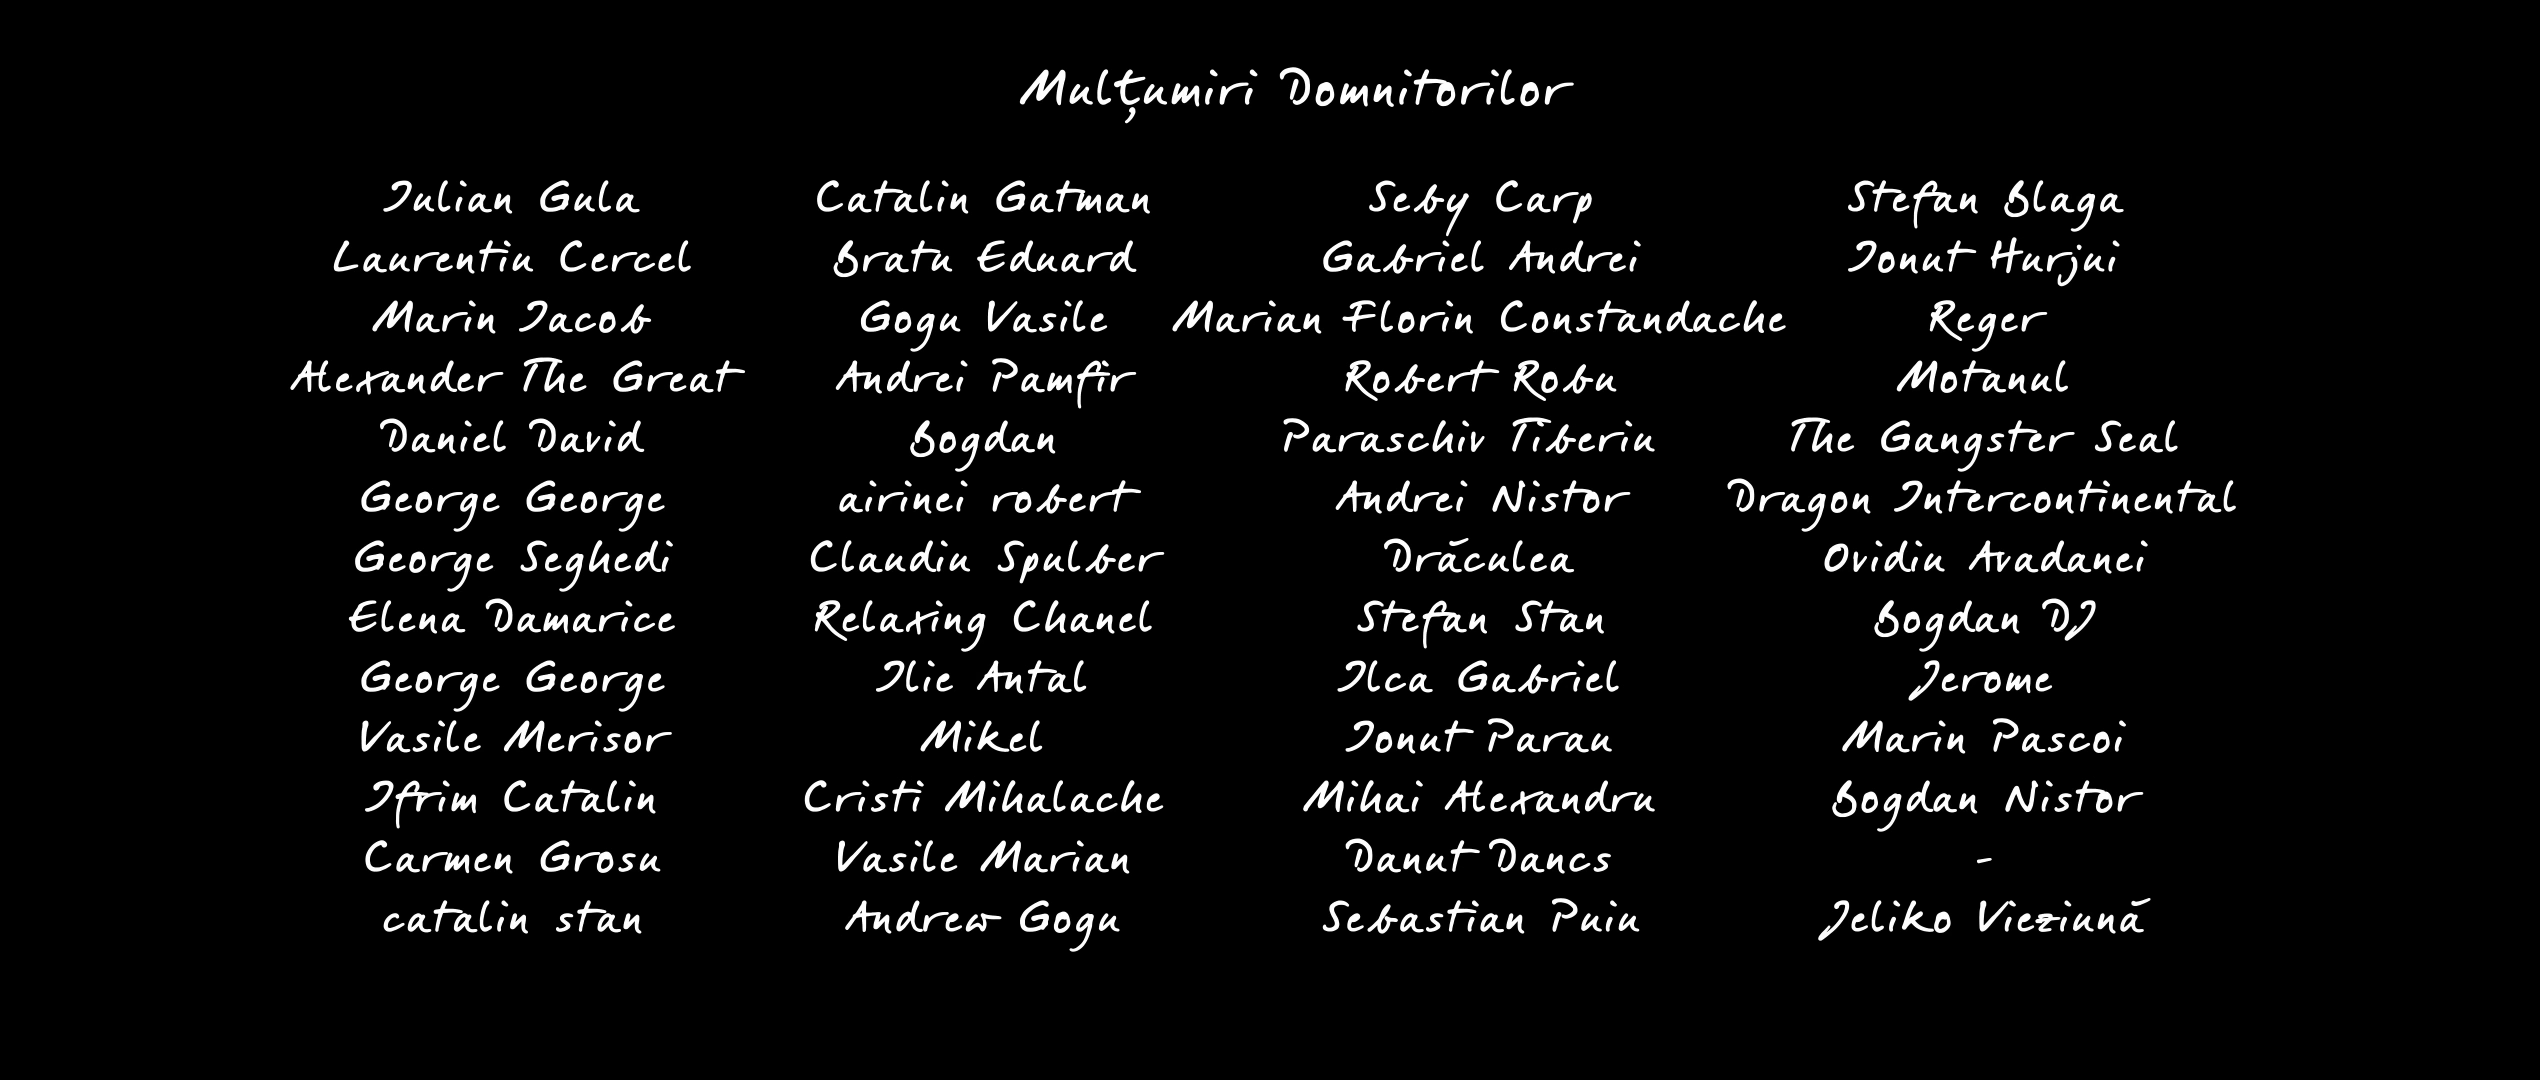 Mulțumiri Domnitorilor
Iulian Gula
Laurentiu Cercel
Marin Iacob
Alexander The Great
Daniel David
George George
George Seghedi
Elena Damarice
George George
Vasile Merisor
Ifrim Catalin
Carmen Grosu
catalin stan
Catalin Gatman
Bratu Eduard
Gogu Vasile
Andrei Pamfir
Bogdan
airinei robert
Claudiu Spulber
Relaxing Chanel
Ilie Antal
Mikel
Cristi Mihalache
Vasile Marian
Andrew Gogu
Seby Carp
Gabriel Andrei
Marian Florin Constandache
Robert Robu
Paraschiv Tiberiu
Andrei Nistor
Drăculea
Stefan Stan
Ilca Gabriel
Ionut Parau
Mihai Alexandru
Danut Dancs
Sebastian Puiu
Stefan Blaga
Ionut Hurjui
Reger
Motanul
The Gangster Seal
Dragon Intercontinental
Ovidiu Avadanei
Bogdan DJ
Jerome
Marin Pascoi
Bogdan Nistor
-
Jeliko Vieziună